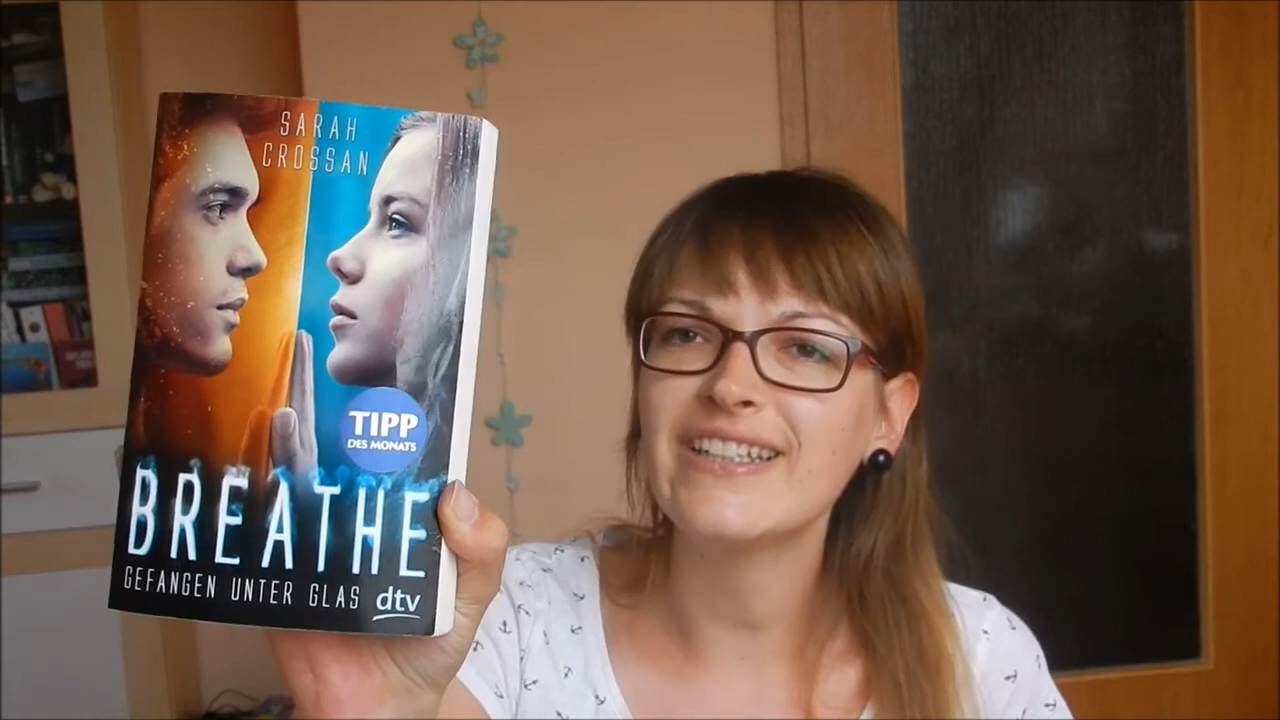 SARAH
CROSSAN
TIPP
DES MONATS
BREATHE
GEFANGEN UNTER GLAS
dtv